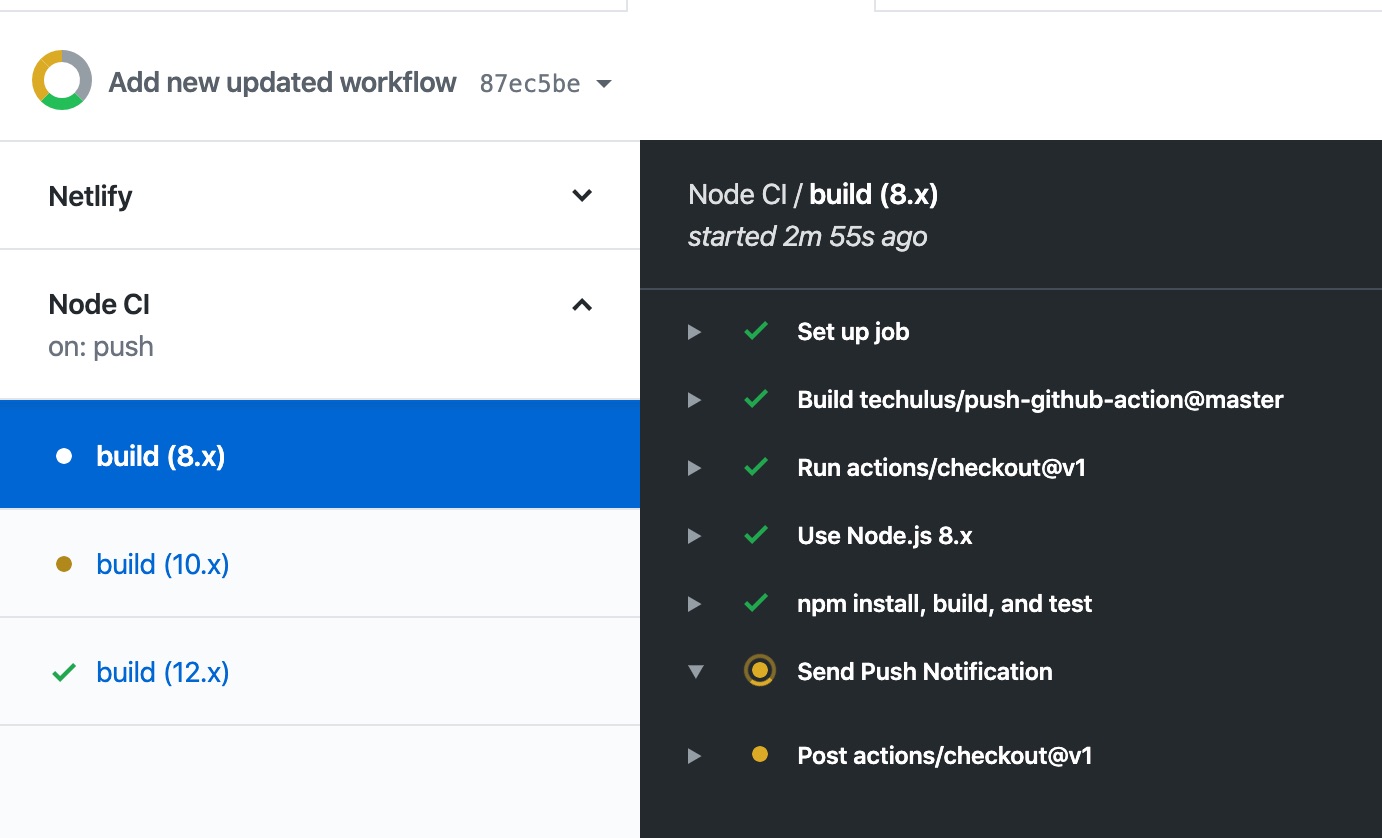 Add new updated workflow 87ec5be
Netlify
Node CI
on: push
build (8.x)
build (10.x)
build (12.x)
Node CI / build (8.x)
started 2m 55s ago
Set up job
Build techulus/push-github-action@master
Run actions/checkout@v1
Use Node.js 8.x
npm install, build, and test
Send Push Notification
Post actions/checkout@v1